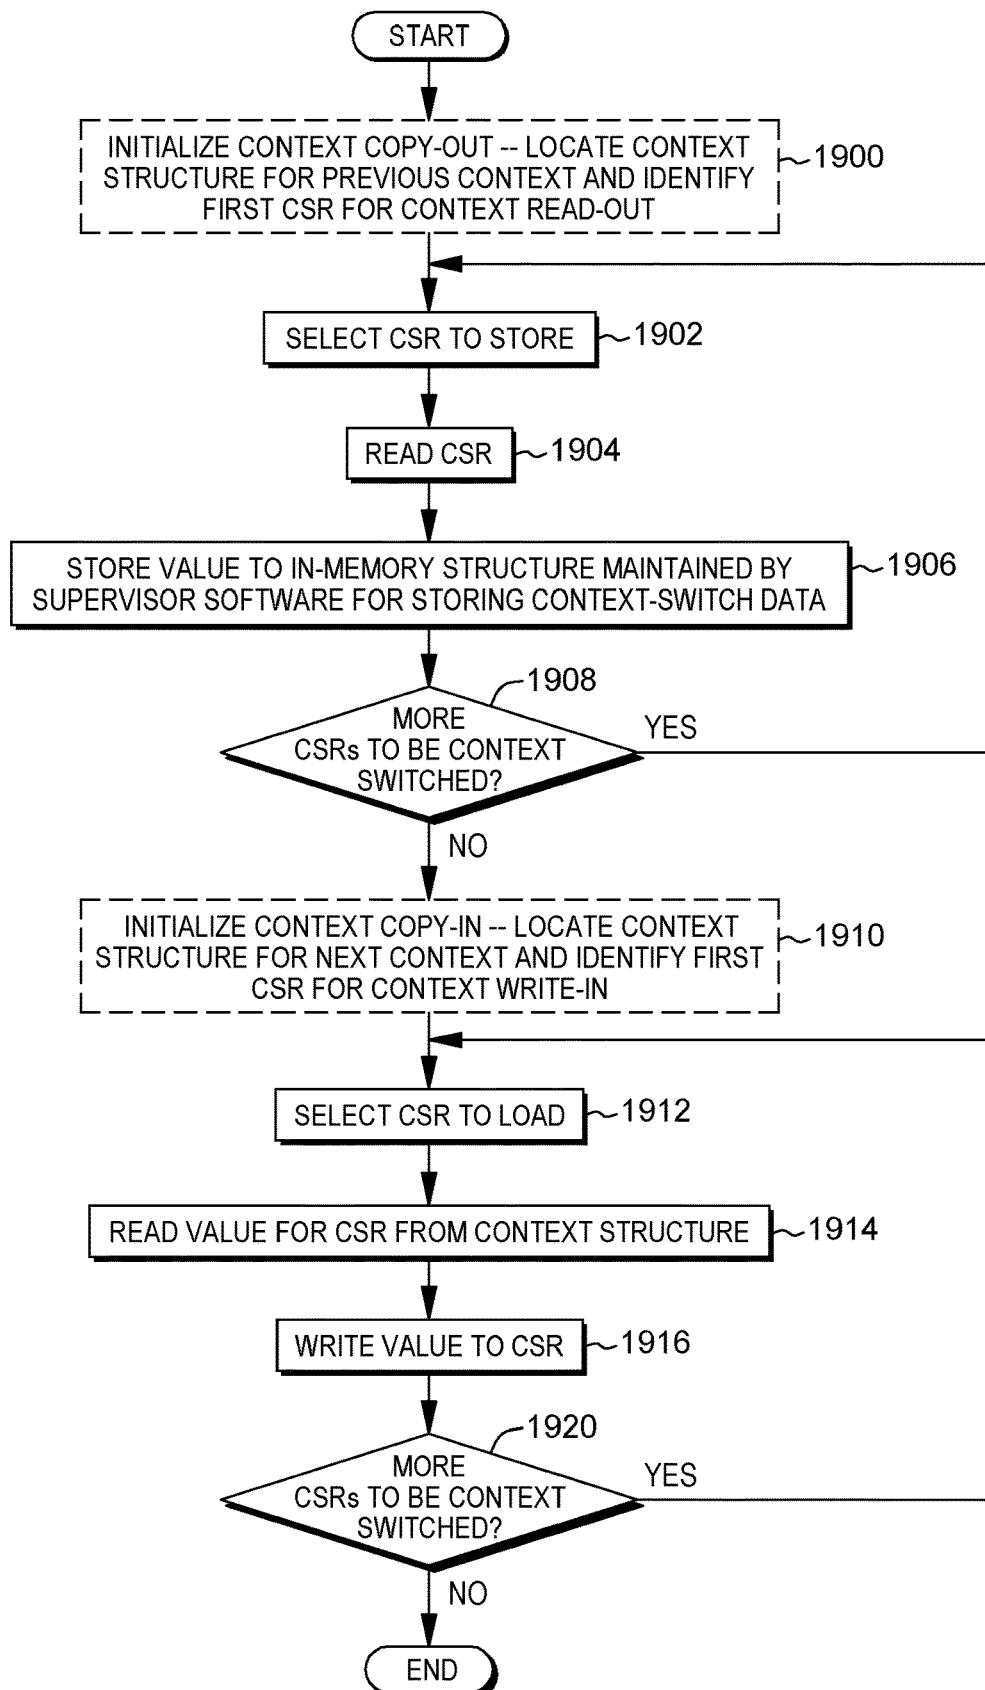 START
INITIALIZE CONTEXT COPY-OUT -- LOCATE CONTEXT
STRUCTURE FOR PREVIOUS CONTEXT AND IDENTIFY
FIRST CSR FOR CONTEXT READ-OUT
1900
SELECT CSR TO STORE
1902
READ CSR
1904
STORE VALUE TO IN-MEMORY STRUCTURE MAINTAINED BY
SUPERVISOR SOFTWARE FOR STORING CONTEXT-SWITCH DATA
1906
1908
MORE
CSRs TO BE CONTEXT
SWITCHED?
YES
NO
INITIALIZE CONTEXT COPY-IN -- LOCATE CONTEXT
STRUCTURE FOR NEXT CONTEXT AND IDENTIFY FIRST
CSR FOR CONTEXT WRITE-IN
1910
SELECT CSR TO LOAD
1912
READ VALUE FOR CSR FROM CONTEXT STRUCTURE
1914
WRITE VALUE TO CSR
1916
1920
MORE
CSRs TO BE CONTEXT
SWITCHED?
YES
NO
END